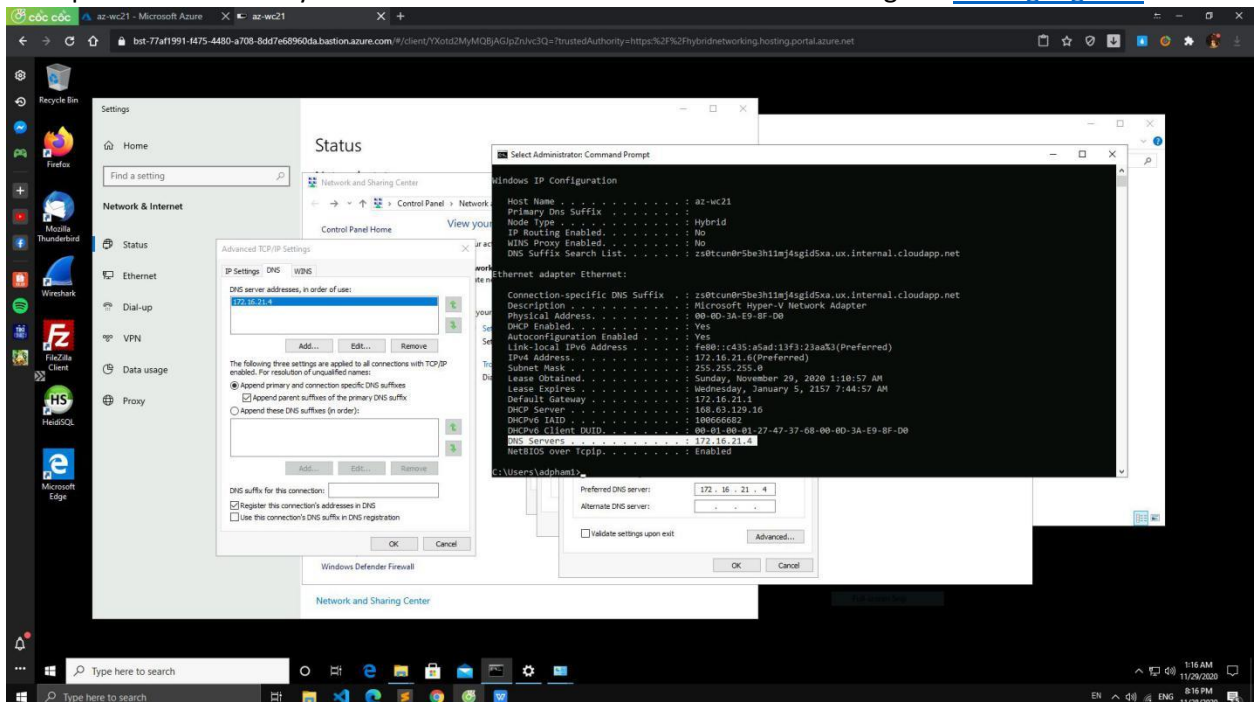 cốc cốc
az-wc21 - Microsoft Azure
az-wc21
bst-77af1991-f475-4480-a708-8dd7e68960da.bastion.azure.com/#/client/YXotd2MyMQBjAGJpZnJvc3Q=?trustedAuthority=https:%2F%2Fhybridnetworking.hosting.portal.azure.net
Recycle Bin
Firefox
Mozilla
Thunderbird
Wireshark
FileZilla
Client
HeidiSQL
Microsoft
Edge
Settings
Home
Find a setting
Network & Internet
Status
Ethernet
Dial-up
VPN
Data usage
Proxy
Status
Network and Sharing Center
Control Panel > Network
Control Panel Home
View your
Windows Defender Firewall
Network and Sharing Center
Advanced TCP/IP Settings
IP Settings DNS WINS
DNS server addresses, in order of use:
172.16.21.4
Add... Edit... Remove
The following three settings are applied to all connections with TCP/IP
enabled. For resolution of unqualified names:
Append primary and connection specific DNS suffixes
Append parent suffixes of the primary DNS suffix
Append these DNS suffixes (in order):
Add... Edit... Remove
DNS suffix for this connection:
Register this connection's addresses in DNS
Use this connection's DNS suffix in DNS registration
OK Cancel
Select Administrator: Command Prompt
Windows IP Configuration
Host Name . . . . . . . . . . . . : az-wc21
Primary Dns Suffix . . . . . . . :
Node Type . . . . . . . . . . . . : Hybrid
IP Routing Enabled. . . . . . . . : No
WINS Proxy Enabled. . . . . . . . : No
DNS Suffix Search List. . . . . . : zs0tcun0r5be3h11mj4sgid5xa.ux.internal.cloudapp.net
Ethernet adapter Ethernet:
Connection-specific DNS Suffix . : zs0tcun0r5be3h11mj4sgid5xa.ux.internal.cloudapp.net
Description . . . . . . . . . . . : Microsoft Hyper-V Network Adapter
Physical Address. . . . . . . . . : 00-0D-3A-E9-8F-D0
DHCP Enabled. . . . . . . . . . . : Yes
Autoconfiguration Enabled . . . . : Yes
Link-local IPv6 Address . . . . . : fe80::c435:a5ad:13f3:23aa%3(Preferred)
IPv4 Address. . . . . . . . . . . : 172.16.21.6(Preferred)
Subnet Mask . . . . . . . . . . . : 255.255.255.0
Lease Obtained. . . . . . . . . . : Sunday, November 29, 2020 1:10:57 AM
Lease Expires . . . . . . . . . . : Wednesday, January 5, 2157 7:44:57 AM
Default Gateway . . . . . . . . . : 172.16.21.1
DHCP Server . . . . . . . . . . . : 168.63.129.16
DHCPv6 IAID . . . . . . . . . . . : 100666682
DHCPv6 Client DUID. . . . . . . . : 00-01-00-01-27-47-37-68-00-0D-3A-E9-8F-D0
DNS Servers . . . . . . . . . . . : 172.16.21.4
NetBIOS over Tcpip. . . . . . . . : Enabled
C:\Users\adpham1>
Preferred DNS server: 172 . 16 . 21 . 4
Alternate DNS server: . . .
Validate settings upon exit
Advanced...
OK Cancel
Type here to search
1:16 AM
11/29/2020
Type here to search
EN
ENG
8:16 PM